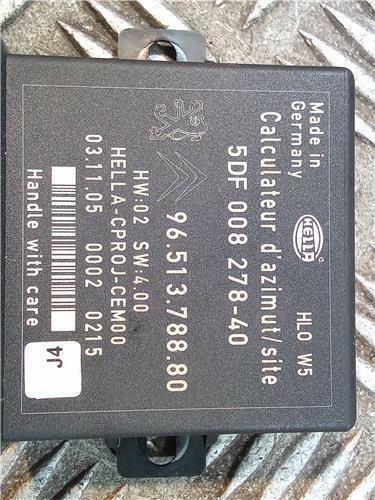 Made in
Germany
HELLA
HLO W5
Calculateur d'azimut/site
5DF 008 278-40
96.513.788.80
HW:02 SW:4.00
HELLA-CPROJ-CEM00
03.11.05 0002 0215
Handle with care
J4